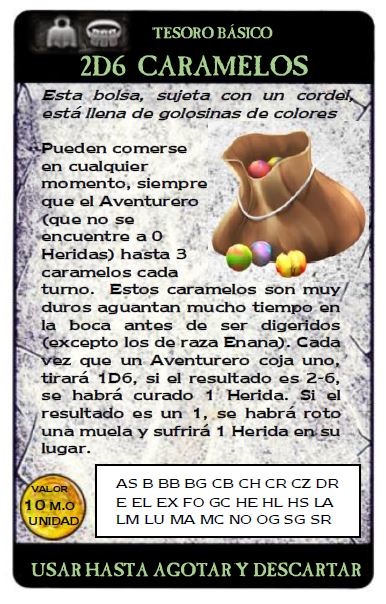 TESORO BÁSICO
2D6 CARAMELOS
Esta bolsa, sujeta con un cordel,
está llena de golosinas de colores
Pueden comerse
en cualquier
momento, siempre
que el Aventurero
(que no se
encuentre a 0
Heridas) hasta 3
caramelos cada
turno. Estos caramelos son muy
duros aguantan mucho tiempo en
la boca antes de ser digeridos
(excepto los de raza Enana). Cada
vez que un Aventurero coja uno,
tirará 1D6, si el resultado es 2-6,
se habrá curado 1 Herida. Si el
resultado es un 1, se habrá roto
una muela y sufrirá 1 Herida en su
lugar.
VALOR
10 M.O
UNIDAD
AS B BB BG CB CH CR CZ DR
E EL EX FO GC HE HL HS LA
LM LU MA MC NO OG SG SR
USAR HASTA AGOTAR Y DESCARTAR